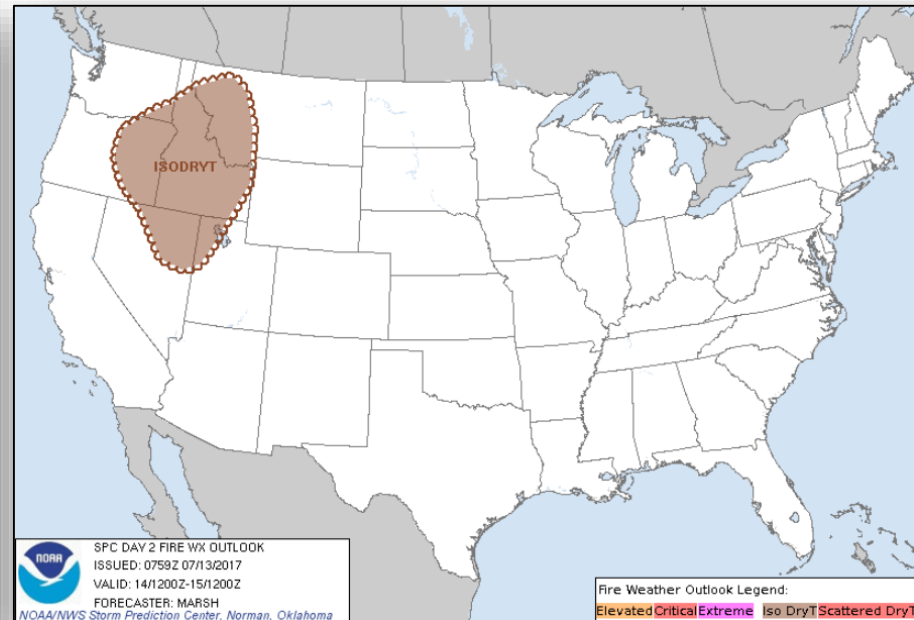 ISODRYT
NOAA
SPC DAY 2 FIRE WX OUTLOOK
ISSUED: 0759Z 07/13/2017
VALID: 14/1200Z-15/1200Z
FORECASTER: MARSH
NOAA/NWS Storm Prediction Center, Norman, Oklahoma
Fire Weather Outlook Legend:
Elevated Critical Extreme Iso DryT Scattered DryT